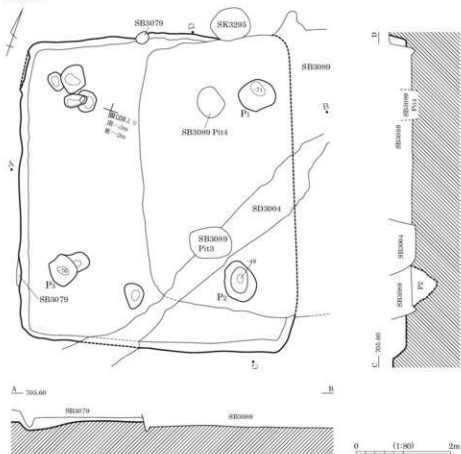 SB3079
SK3295
D
SB3089
P1
SB3089 Pit4
B
A
SD3004
SB3089
Pit3
P3
P2
SB3079
C
A 705.60 B
SB3079
SB3089
D
SB3089
Pit4
SB3089
SD3004
SB3089
P2
C 705.60
0 (1:80) 2m